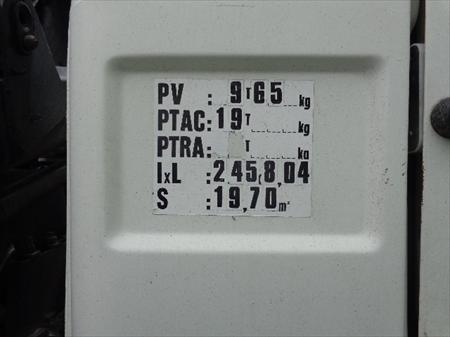 PV : 9T65 kg
PTAC: 19T kg
PTRA: T kg
IxL : 2,45 8,04
S : 19,70 m²